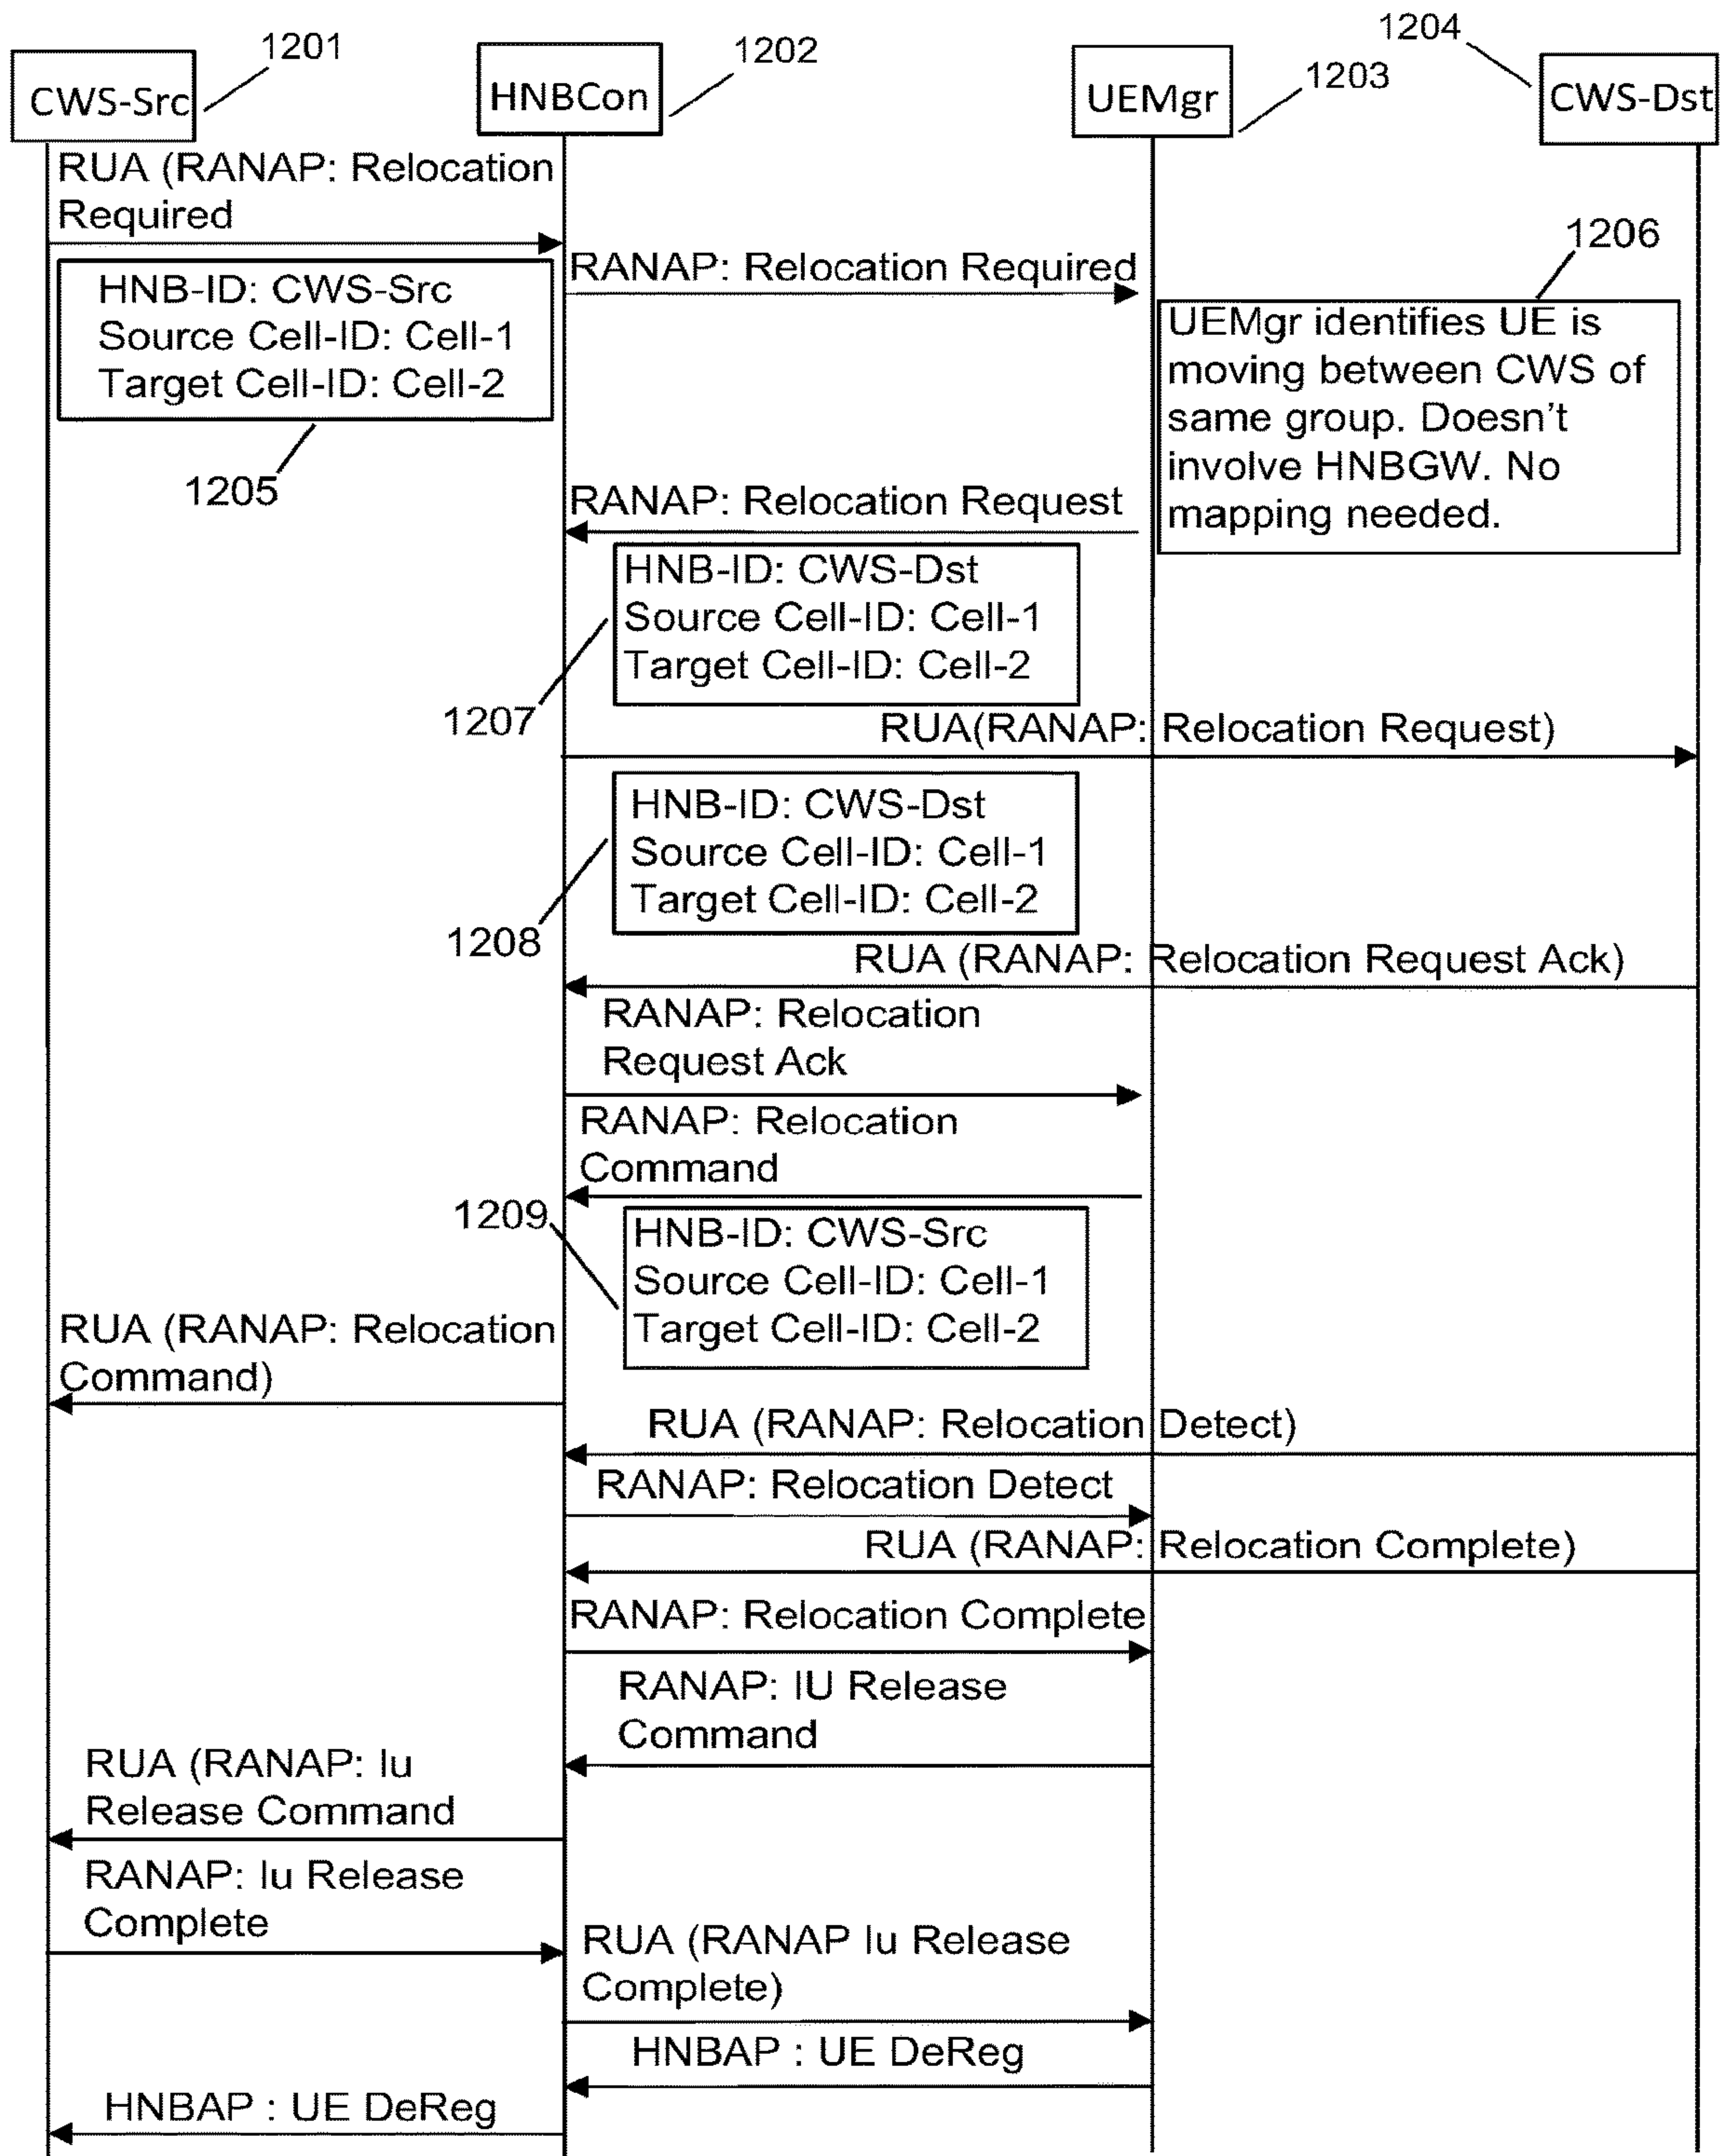 1201
1202
1203
1204
CWS-Src
HNBCon
UEMgr
CWS-Dst
RUA (RANAP: Relocation
Required
RANAP: Relocation Required
1206
HNB-ID: CWS-Src
Source Cell-ID: Cell-1
Target Cell-ID: Cell-2
1205
UEMgr identifies UE is
moving between CWS of
same group. Doesn't
involve HNBGW. No
mapping needed.
RANAP: Relocation Request
HNB-ID: CWS-Dst
Source Cell-ID: Cell-1
Target Cell-ID: Cell-2
1207
RUA(RANAP: Relocation Request)
HNB-ID: CWS-Dst
Source Cell-ID: Cell-1
Target Cell-ID: Cell-2
1208
RUA (RANAP: Relocation Request Ack)
RANAP: Relocation
Request Ack
RANAP: Relocation
Command
1209
HNB-ID: CWS-Src
Source Cell-ID: Cell-1
Target Cell-ID: Cell-2
RUA (RANAP: Relocation
Command)
RUA (RANAP: Relocation Detect)
RANAP: Relocation Detect
RUA (RANAP: Relocation Complete)
RANAP: Relocation Complete
RANAP: IU Release
Command
RUA (RANAP: Iu
Release Command
RANAP: Iu Release
Complete
RUA (RANAP Iu Release
Complete)
HNBAP : UE DeReg
HNBAP : UE DeReg